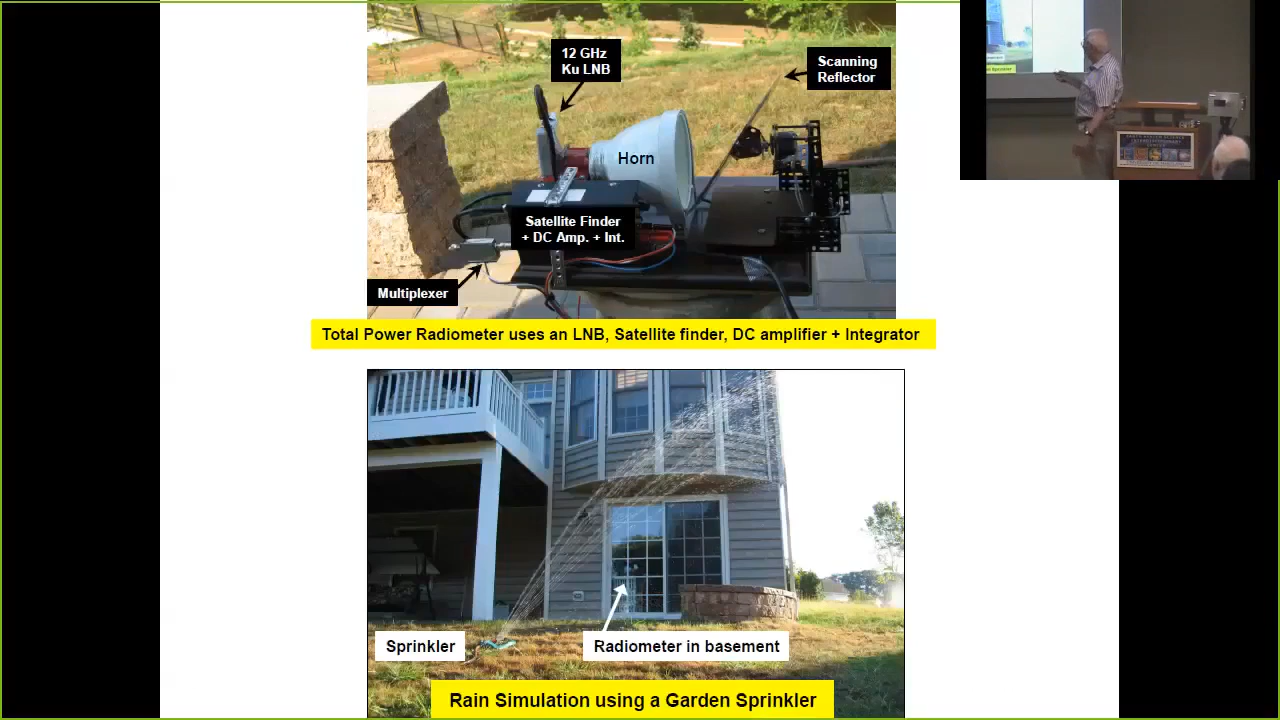 12 GHz
Ku LNB
Scanning
Reflector
Horn
Satellite Finder
+ DC Amp. + Int.
Multiplexer
Total Power Radiometer uses an LNB, Satellite finder, DC amplifier + Integrator
Sprinkler
Radiometer in basement
Rain Simulation using a Garden Sprinkler